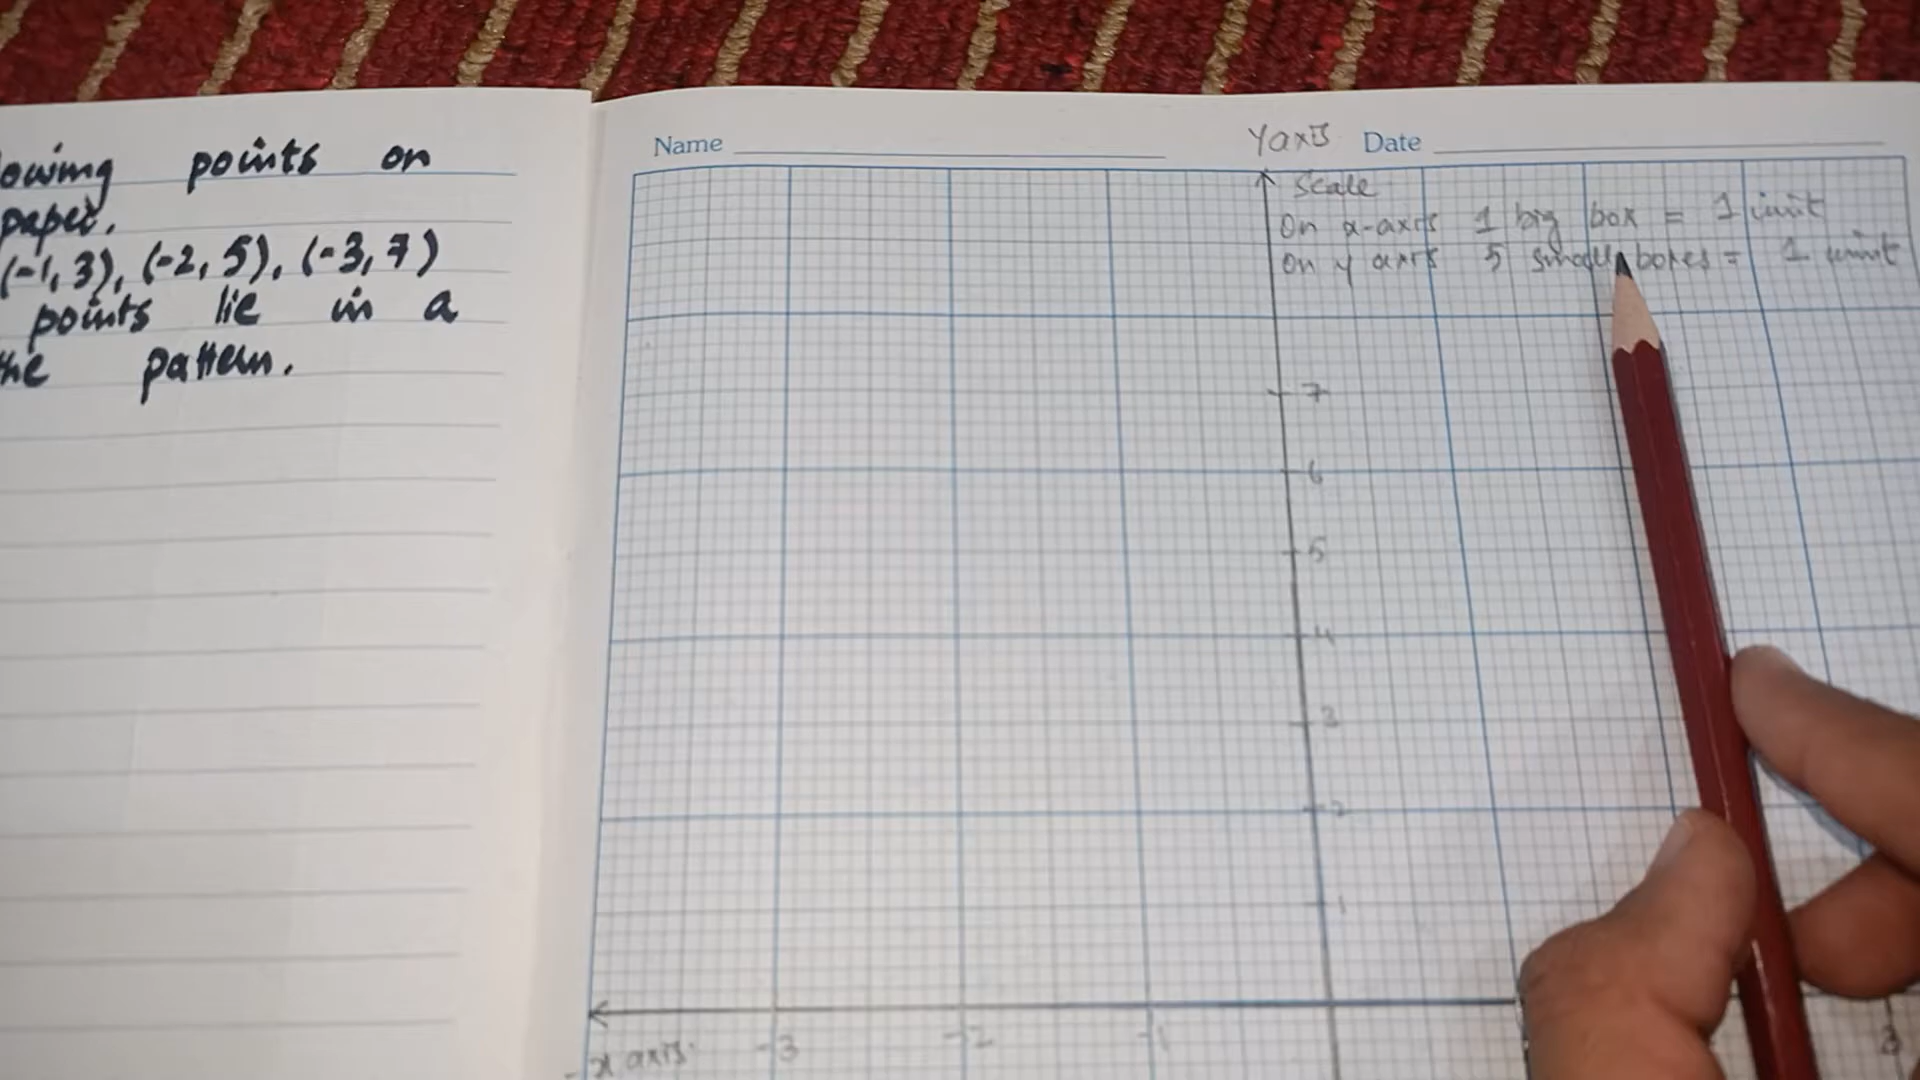 owing points on
paper.
(-1, 3), (-2, 5), (-3, 7)
points lie in a
the pattern.
Name
Y axis
Date
Scale
On x-axis 1 big box = 1 unit
On y axis 5 small boxes = 1 unit
7
6
5
4
3
2
1
x axis -3 -2 -1 3